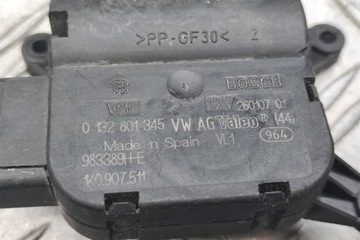 >PP-GF30< 2
BOSCH
VMC 12V 260107 01
0 132 801 345 VW AG Valeo® (44)
Made in Spain VL1 964
983389H-E
1K0.907.511